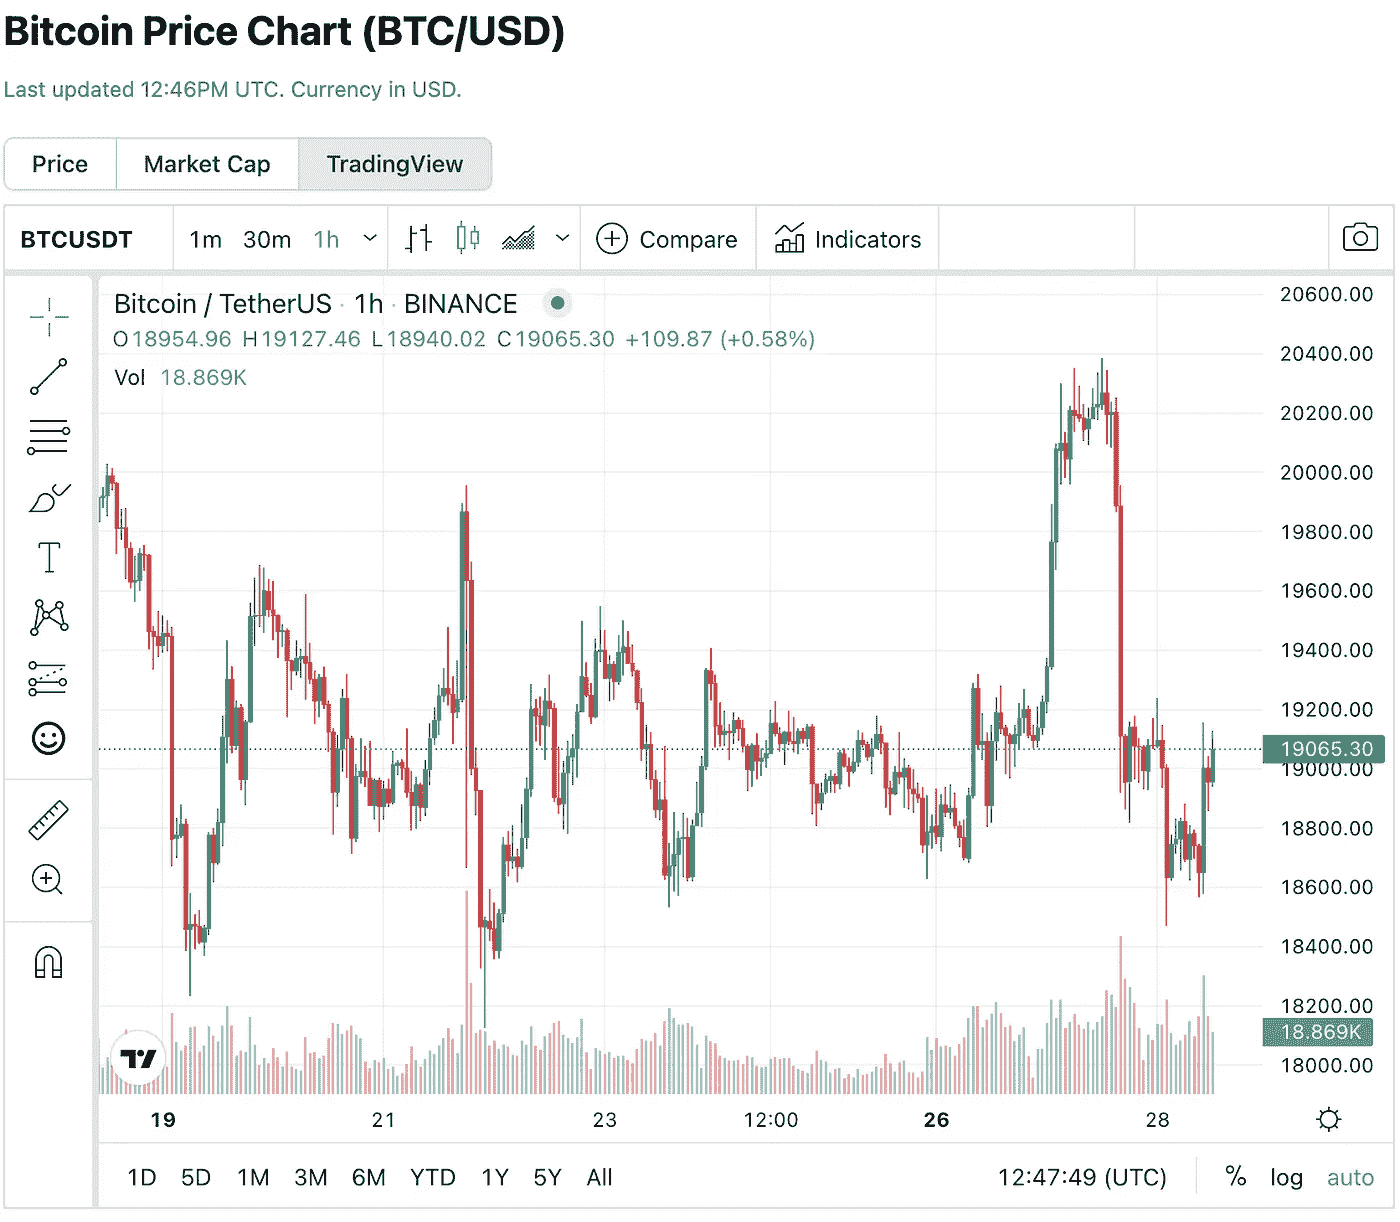 Bitcoin Price Chart (BTC/USD)
Last updated 12:46PM UTC. Currency in USD.
Price Market Cap TradingView
BTCUSDT 1m 30m 1h Compare Indicators
Bitcoin / TetherUS · 1h · BINANCE
O18954.96 H19127.46 L18940.02 C19065.30 +109.87 (+0.58%)
Vol 18.869K
20600.00
20400.00
20200.00
20000.00
19800.00
19600.00
19400.00
19200.00
19065.30
19000.00
18800.00
18600.00
18400.00
18200.00
18.869K
18000.00
19 21 23 12:00 26 28
1D 5D 1M 3M 6M YTD 1Y 5Y All 12:47:49 (UTC) % log auto